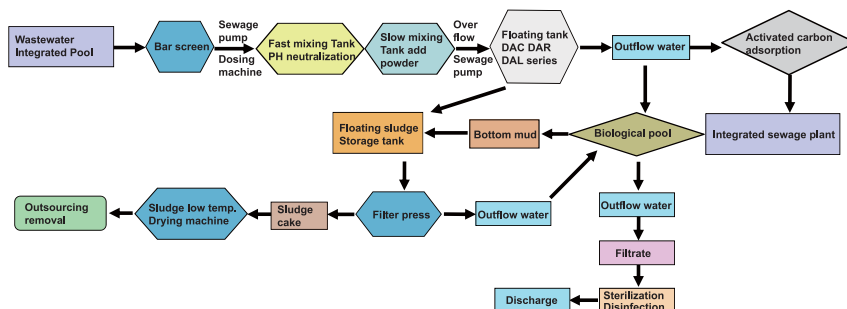 Wastewater
Integrated Pool
Bar screen
Sewage
pump
Dosing
machine
Fast mixing Tank
PH neutralization
Slow mixing
Tank add
powder
Over
flow
Sewage
pump
Floating tank
DAC DAR
DAL series
Outflow water
Activated carbon
adsorption
Floating sludge
Storage tank
Bottom mud
Biological pool
Integrated sewage plant
Outsourcing
removal
Sludge low temp.
Drying machine
Sludge
cake
Filter press
Outflow water
Outflow water
Filtrate
Discharge
Sterilization
Disinfection